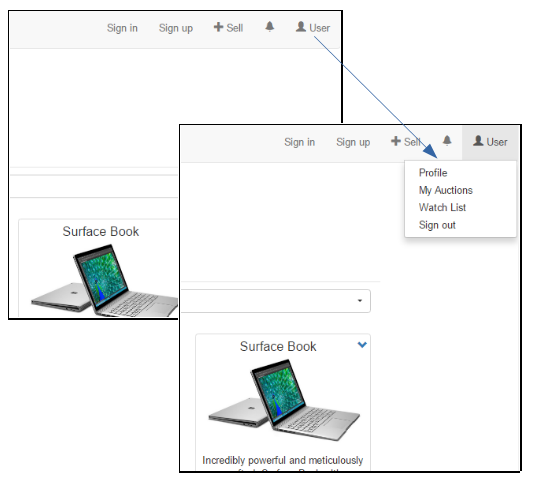 Sign in Sign up Sell User
Surface Book
Sign in Sign up Sell User
Profile
My Auctions
Watch List
Sign out
Surface Book
Incredibly powerful and meticulously